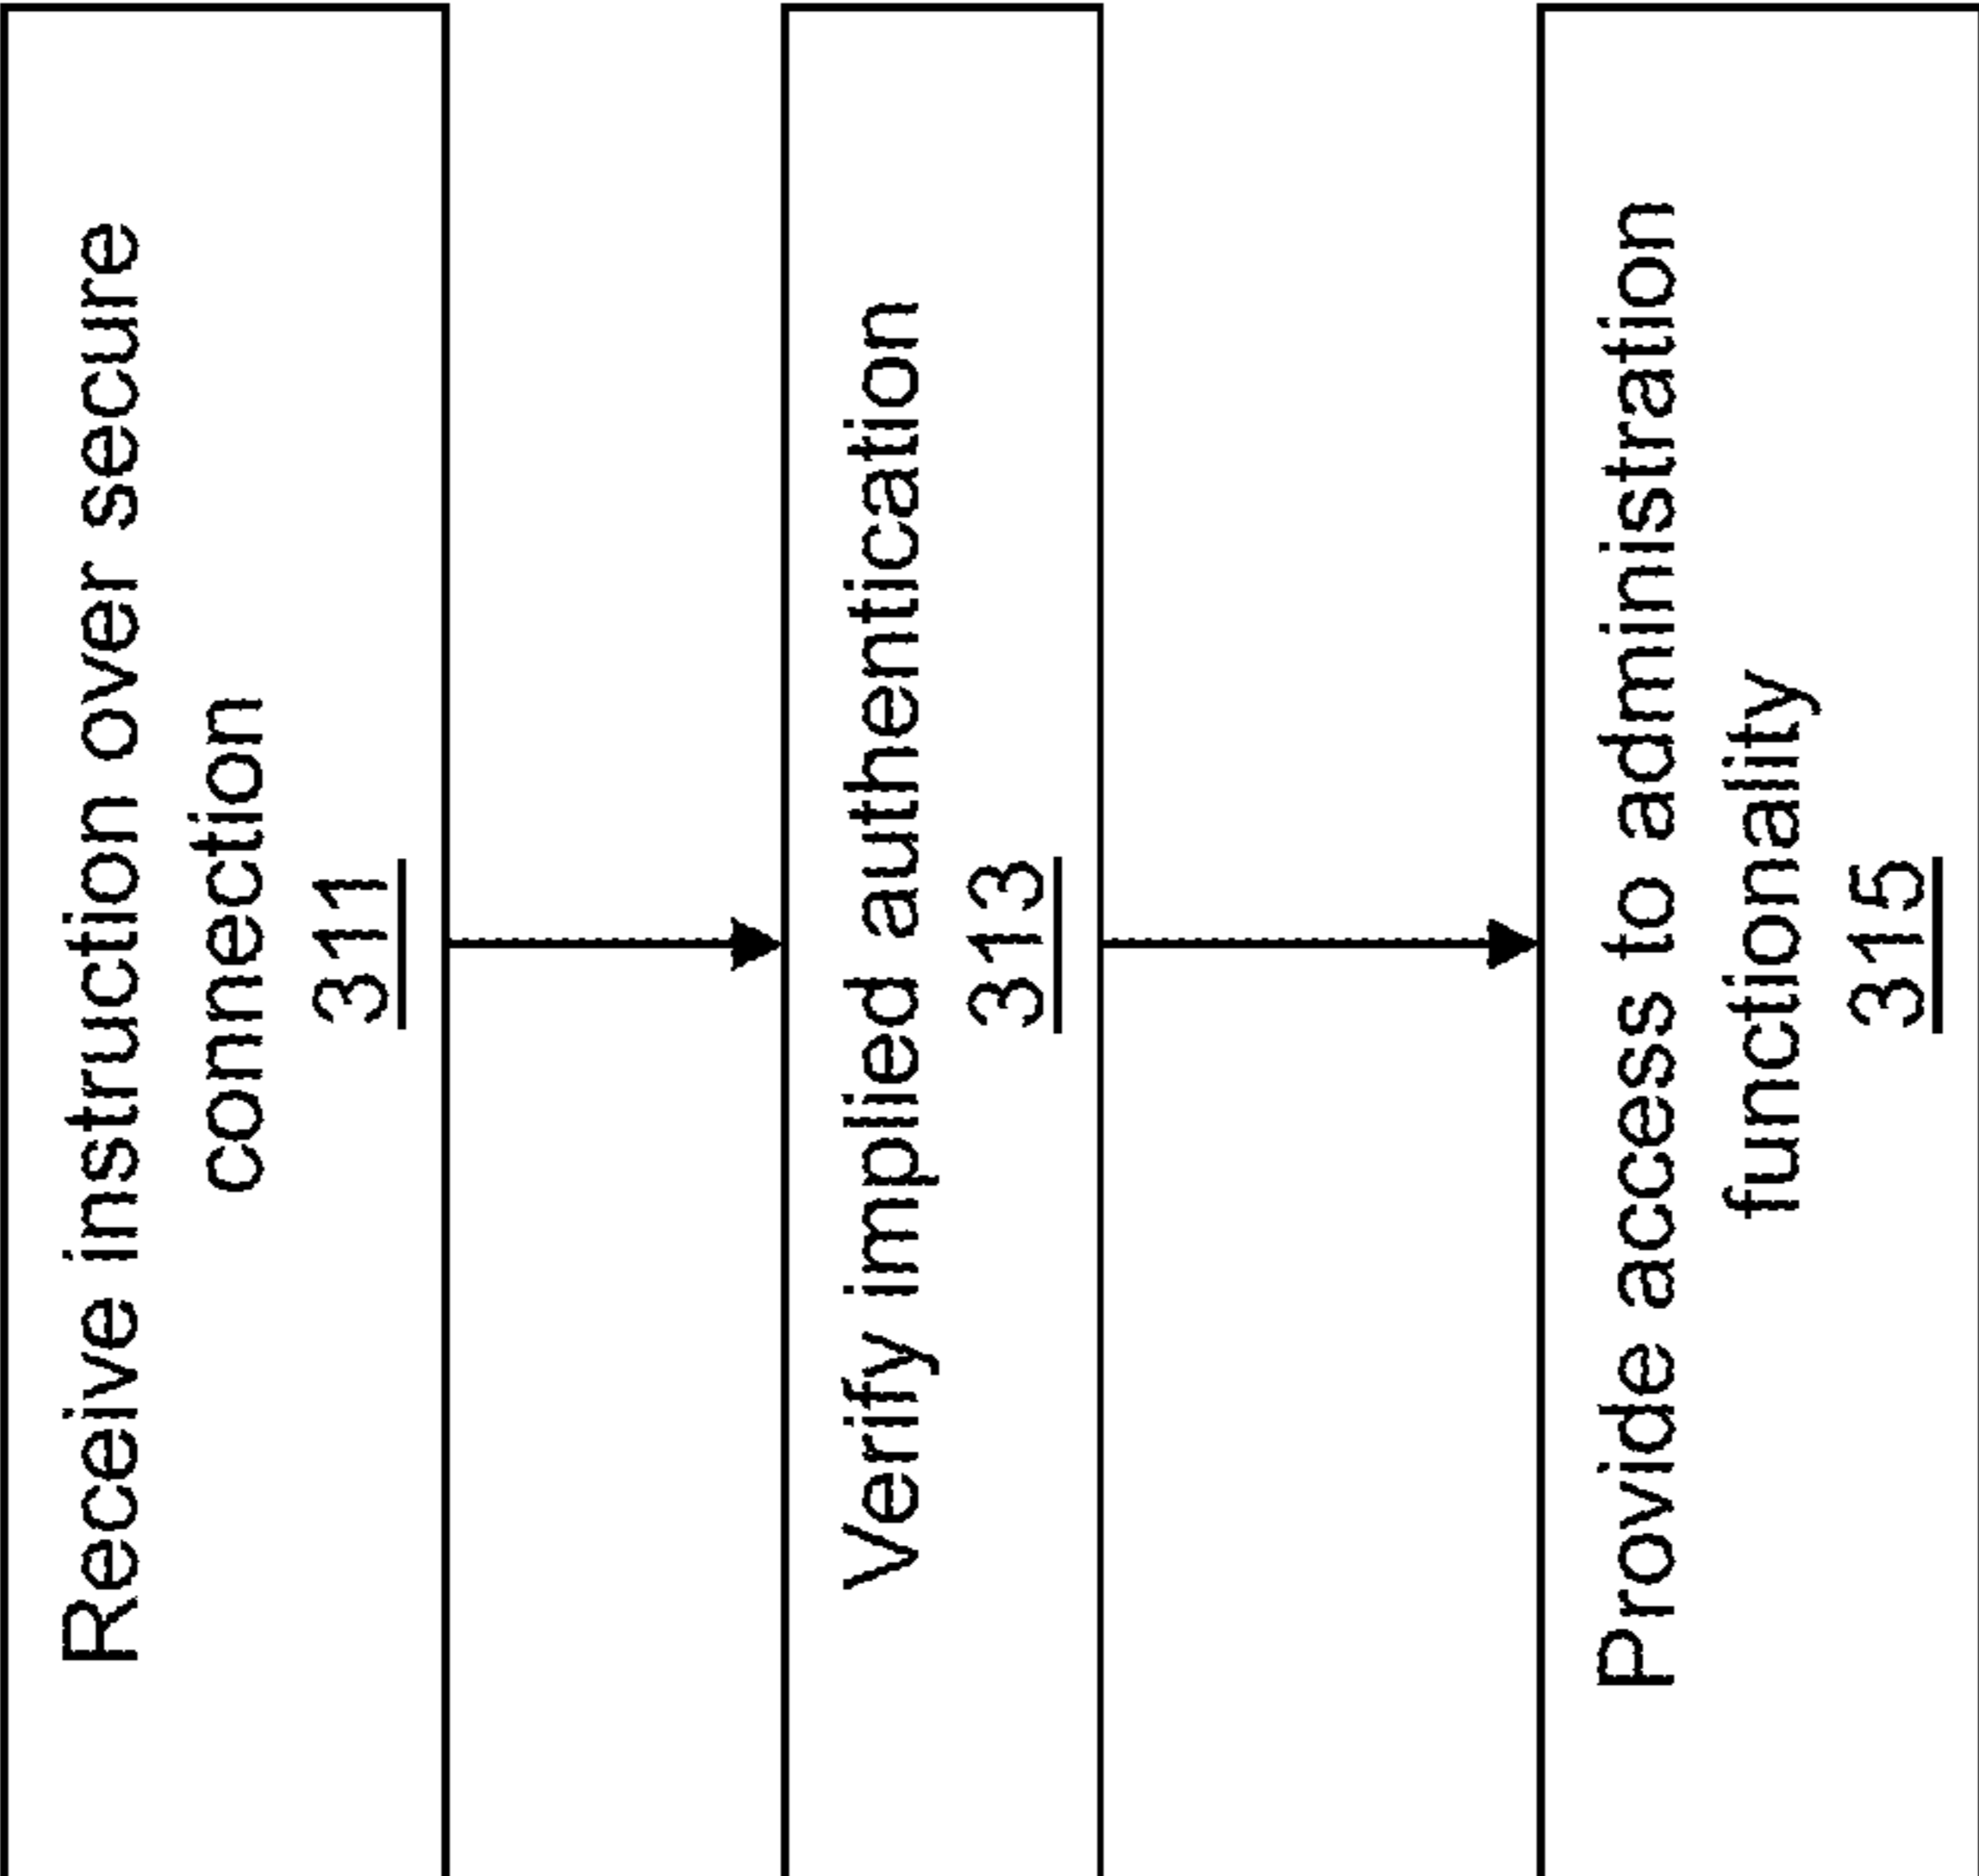 Receive instruction over secure
connection
311
Verify implied authentication
313
Provide access to administration
functionality
315